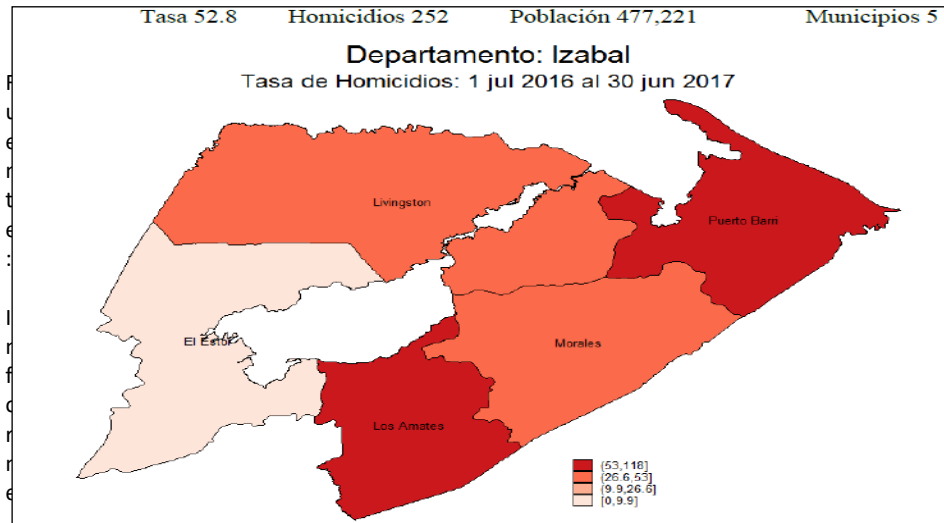 Tasa 52.8 Homicidios 252 Población 477,221 Municipios 5
Departamento: Izabal
Tasa de Homicidios: 1 jul 2016 al 30 jun 2017
Livingston
Puerto Barri
El Estor
Morales
Los Amates
(53,118]
(26.6,53]
(9.9,26.6]
[0,9.9]
u
e
n
t
e
:
I
n
f
o
r
m
e